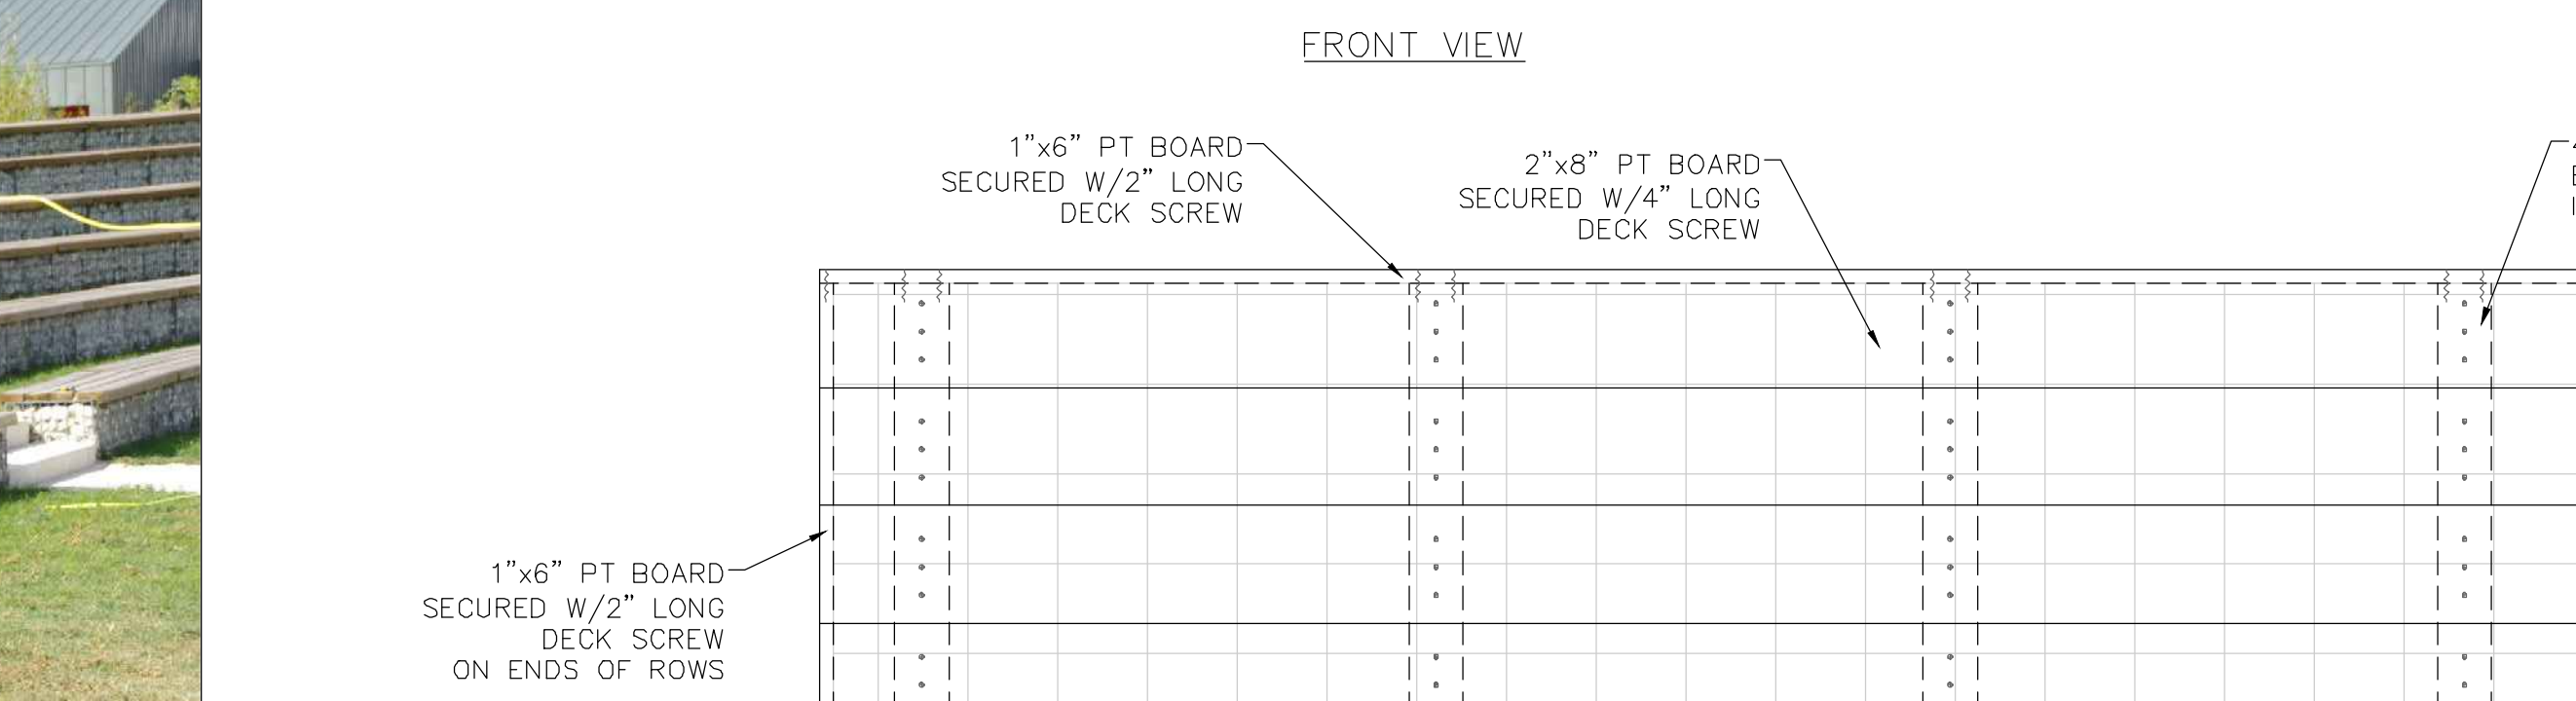 FRONT VIEW
1”x6” PT BOARD
SECURED W/2” LONG
DECK SCREW
2”x8” PT BOARD
SECURED W/4” LONG
DECK SCREW
1”x6” PT BOARD
SECURED W/2” LONG
DECK SCREW
ON ENDS OF ROWS